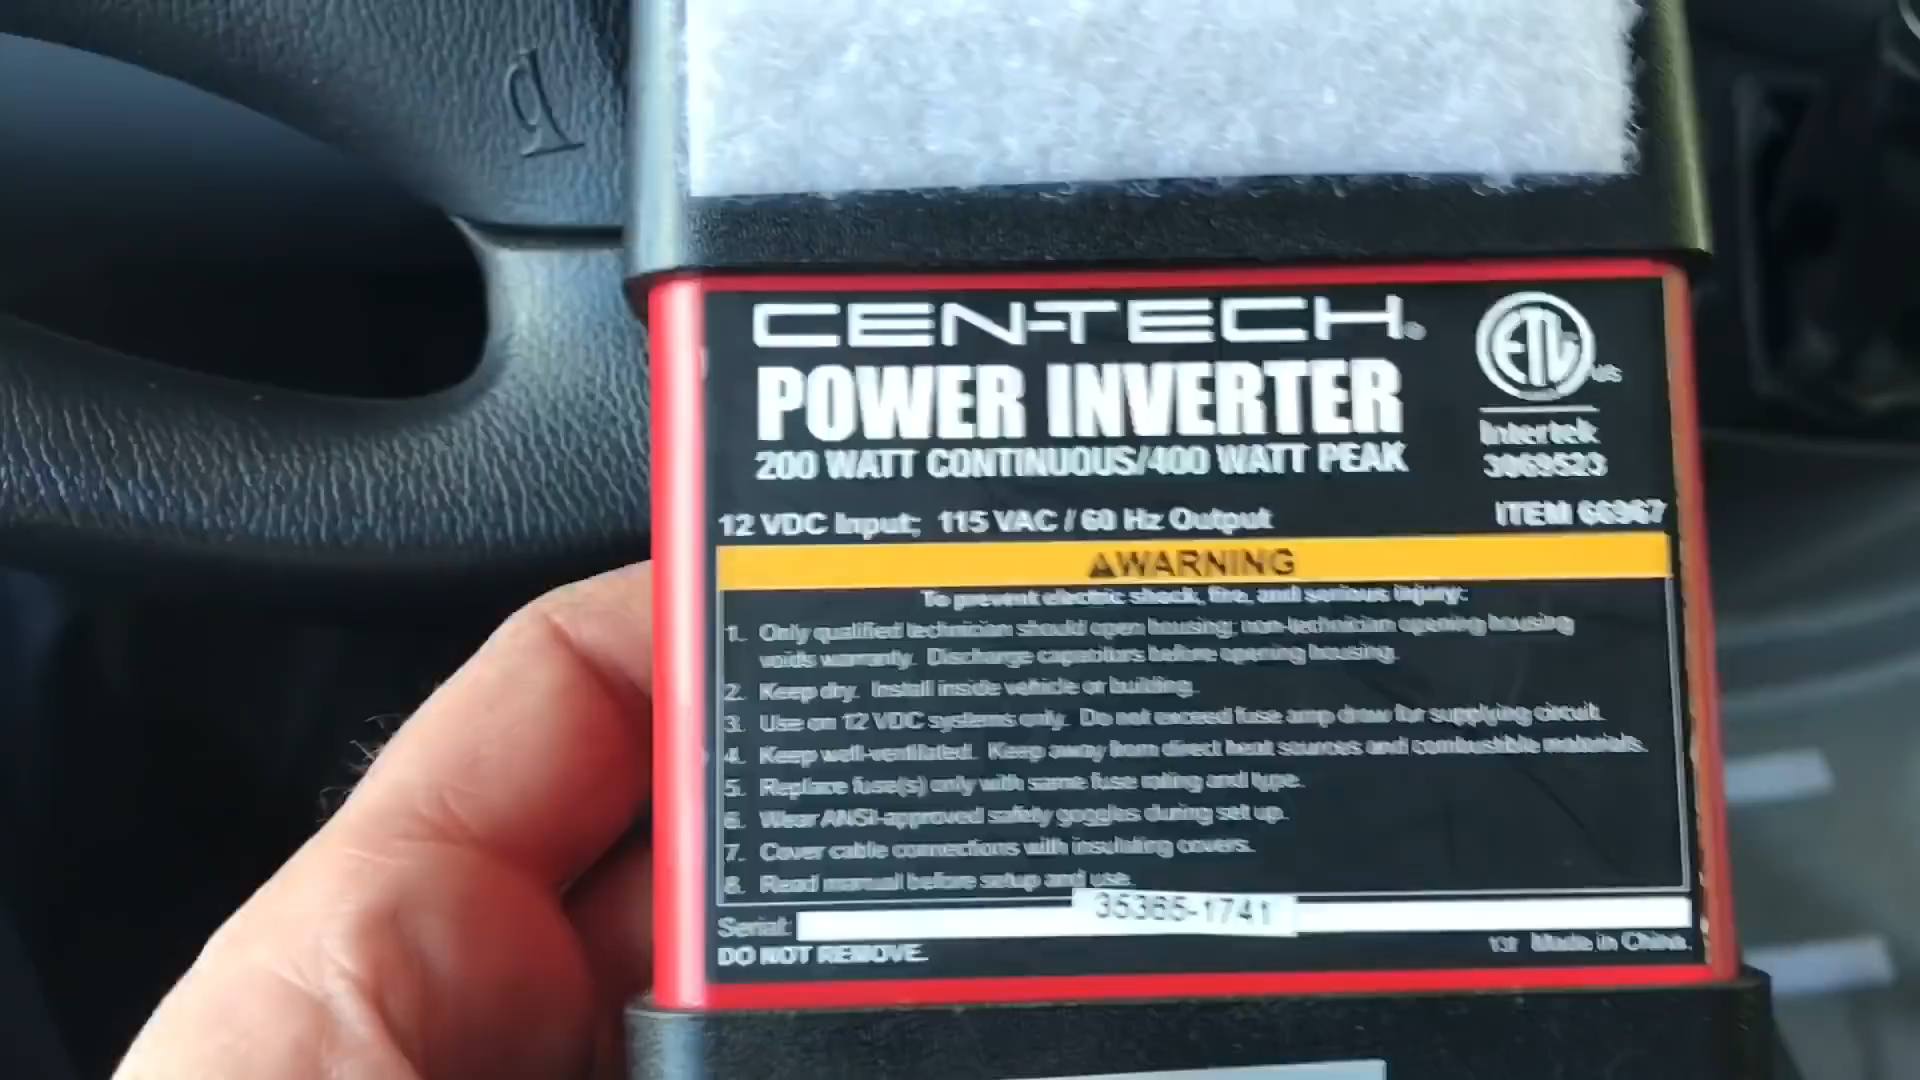 CEN-TECH®
POWER INVERTER
200 WATT CONTINUOUS/400 WATT PEAK
ETL
US
Intertek
3069523
12 VDC Input; 115 VAC / 60 Hz Output
ITEM 66967
⚠WARNING
To prevent electric shock, fire, and serious injury:
1. Only qualified technician should open housing; non-technician opening housing
voids warranty. Discharge capacitors before opening housing.
2. Keep dry. Install inside vehicle or building.
3. Use on 12 VDC systems only. Do not exceed fuse amp draw for supplying circuit.
4. Keep well-ventilated. Keep away from direct heat sources and combustible materials.
5. Replace fuse(s) only with same fuse rating and type.
6. Wear ANSI-approved safety goggles during set up.
7. Cover cable connections with insulating covers.
8. Read manual before setup and use.
Serial: 35365-1741
DO NOT REMOVE.
Made in China.